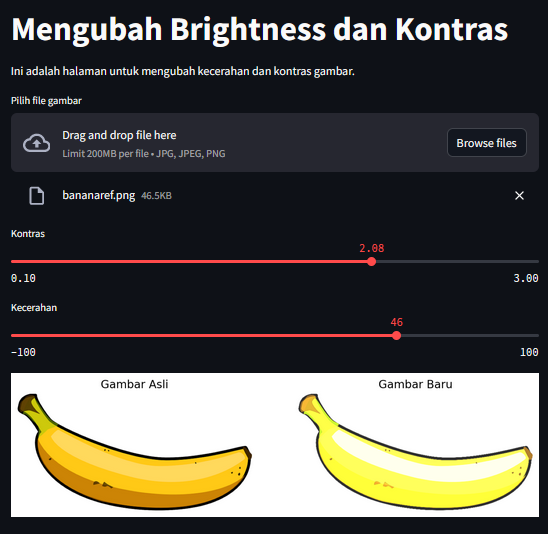 Mengubah Brightness dan Kontras
Ini adalah halaman untuk mengubah kecerahan dan kontras gambar.
Pilih file gambar
Drag and drop file here
Limit 200MB per file • JPG, JPEG, PNG
Browse files
bananaref.png 46.5KB
Kontras
2.08
0.10 3.00
Kecerahan
46
−100 100
Gambar Asli Gambar Baru